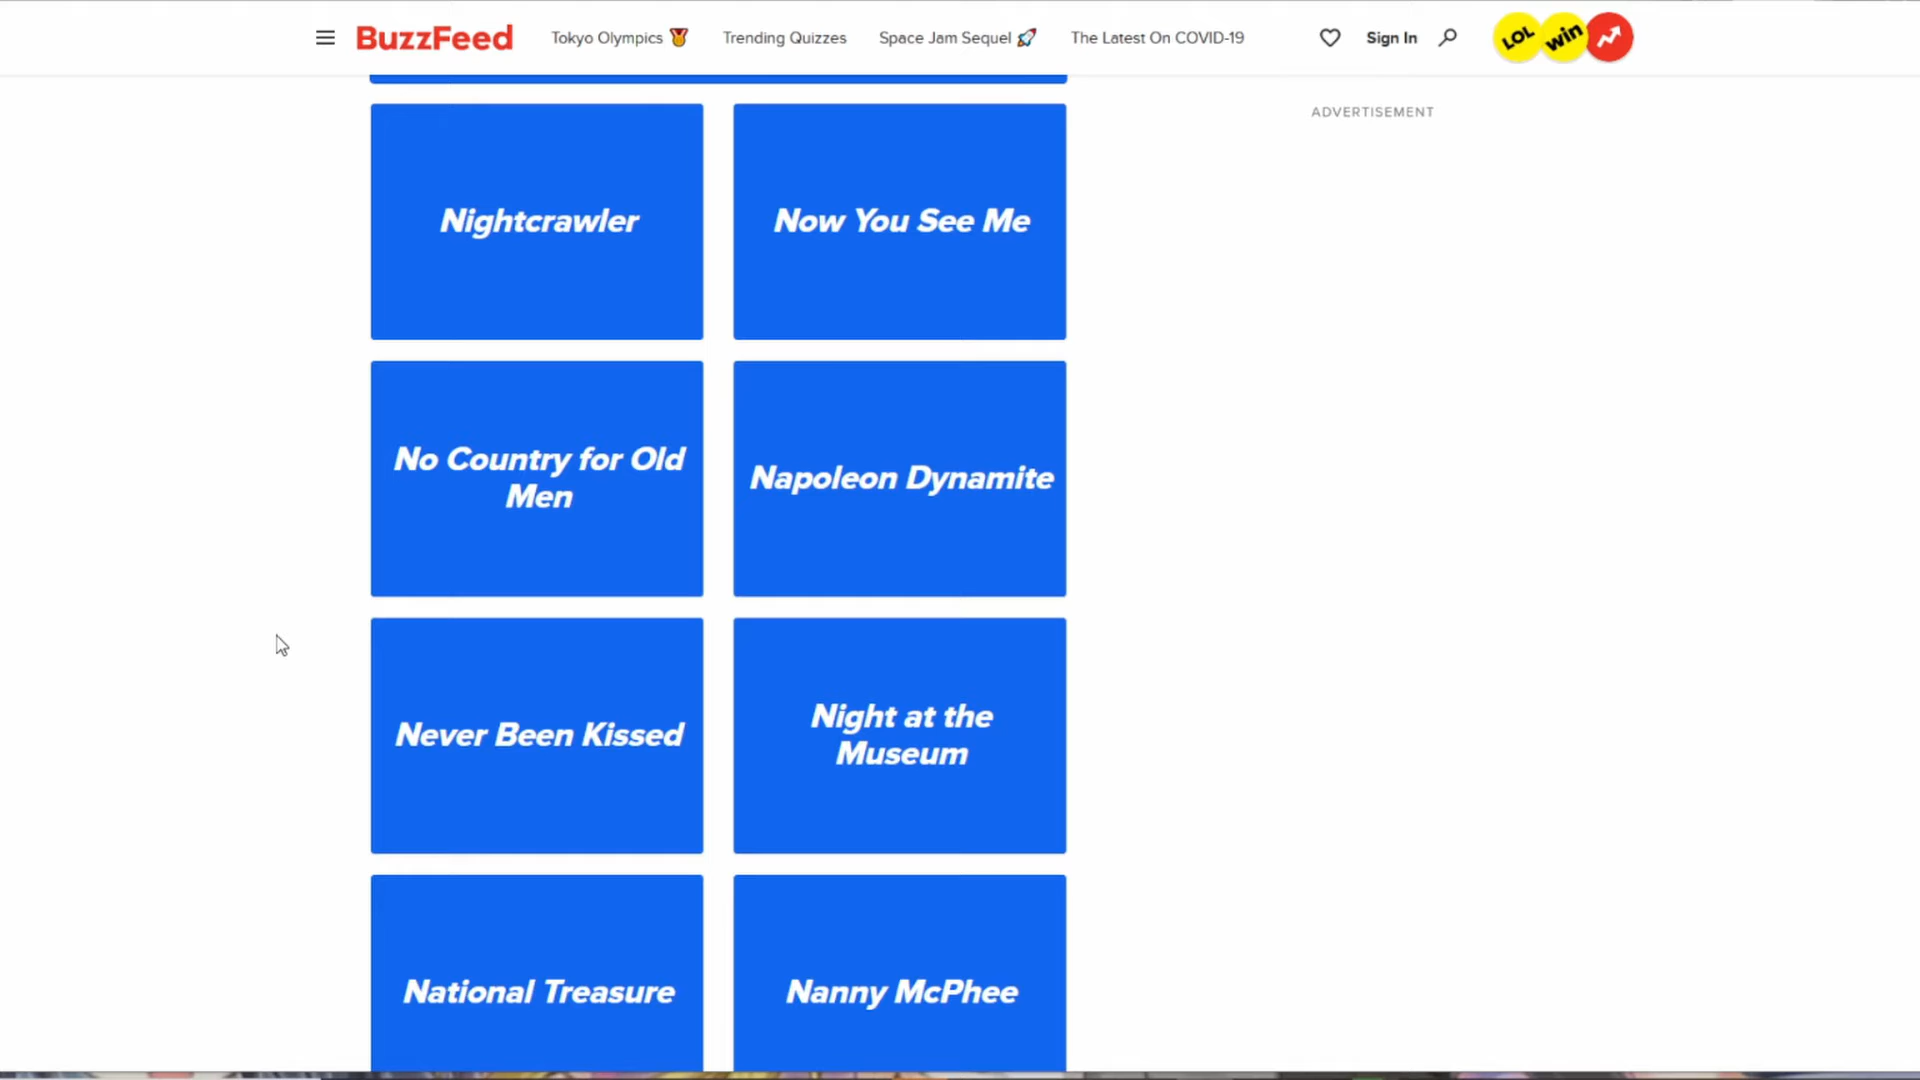 BuzzFeed
Tokyo Olympics
Trending Quizzes
Space Jam Sequel
The Latest On COVID-19
Sign In
LOL
win
ADVERTISEMENT
Nightcrawler
Now You See Me
No Country for Old
Men
Napoleon Dynamite
Never Been Kissed
Night at the
Museum
National Treasure
Nanny McPhee